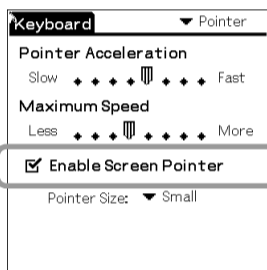 Keyboard Pointer
Pointer Acceleration
Slow Fast
Maximum Speed
Less More
Enable Screen Pointer
Pointer Size: Small